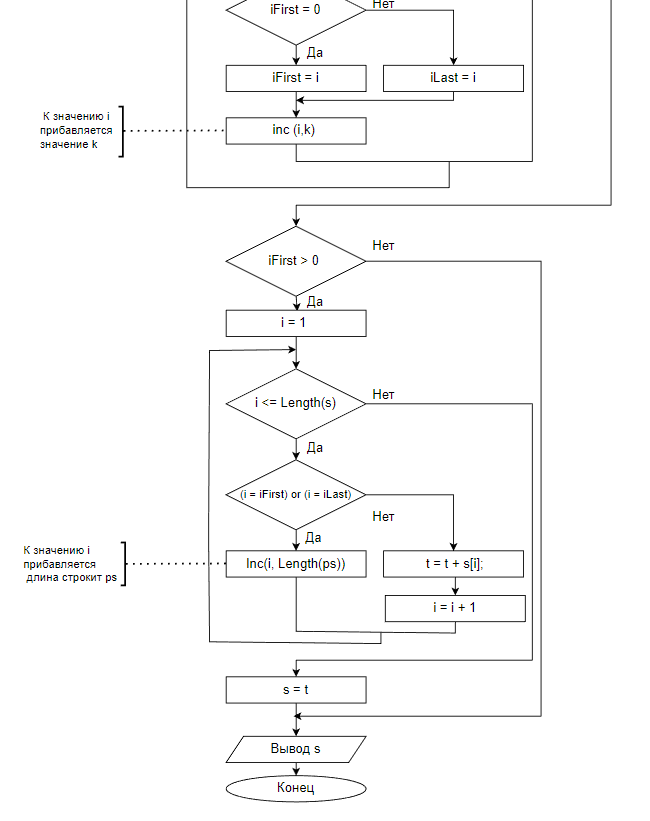 iFirst = 0
Нет
Да
iFirst = i
iLast = i
К значению i
прибавляется
значение k
inc (i,k)
iFirst > 0
Нет
Да
i = 1
i <= Length(s)
Нет
Да
(i = iFirst) or (i = iLast)
Нет
Да
К значению i
прибавляется
длина строкит ps
Inc(i, Length(ps))
t = t + s[i];
i = i + 1
s = t
Вывод s
Конец